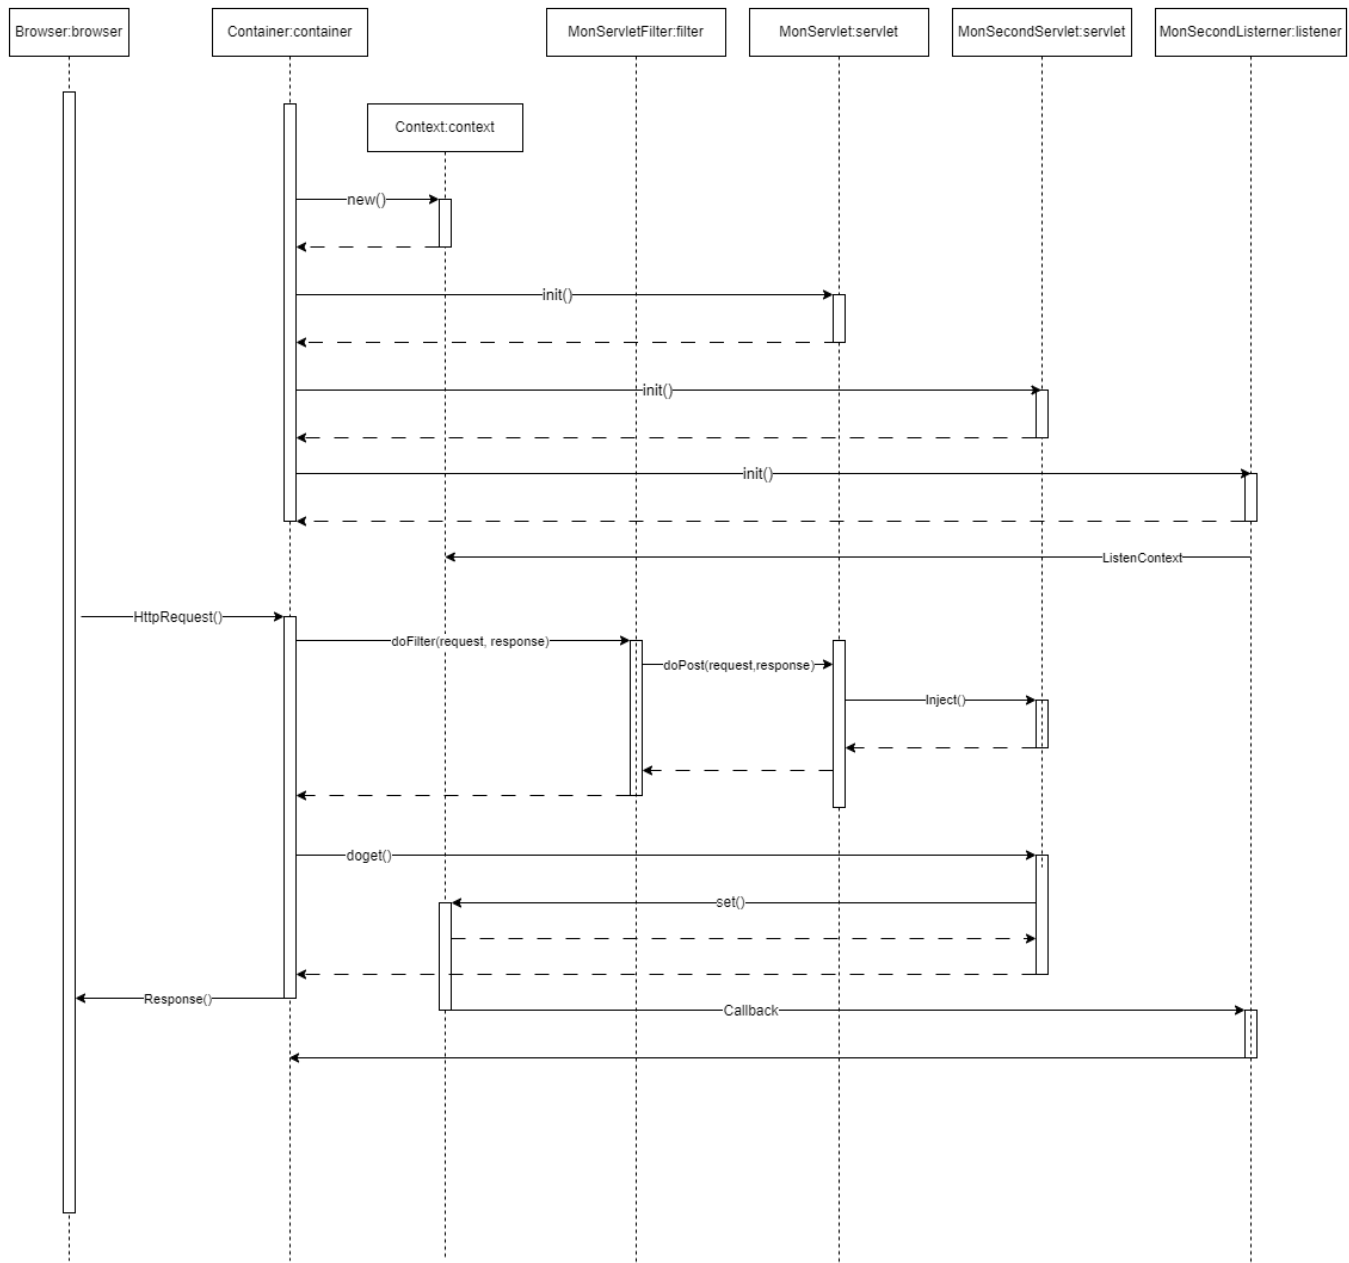 Browser:browser
Container:container
MonServletFilter:filter
MonServlet:servlet
MonSecondServlet:servlet
MonSecondListerner:listener
Context:context
new()
init()
init()
init()
ListenContext
HttpRequest()
doFilter(request, response)
doPost(request,response)
Inject()
doget()
set()
Response()
Callback